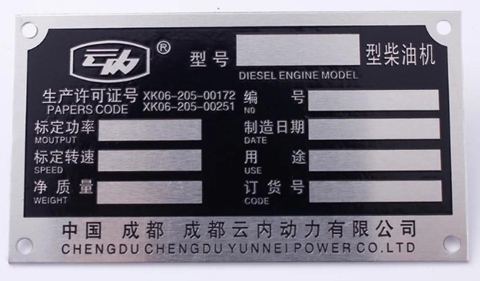 云内 ®
型号 型柴油机
DIESEL ENGINE MODEL
生产许可证号 XK06-205-00172 编 号
PAPERS CODE XK06-205-00251 NO
标定功率 制造日期
MOUTPUT DATE
标定转速 用 途
SPEED USE
净质量 订货号
WEIGHT CODE
中国 成都 成都云内动力有限公司
CHENGDU CHENGDU YUNNEI POWER CO.LTD